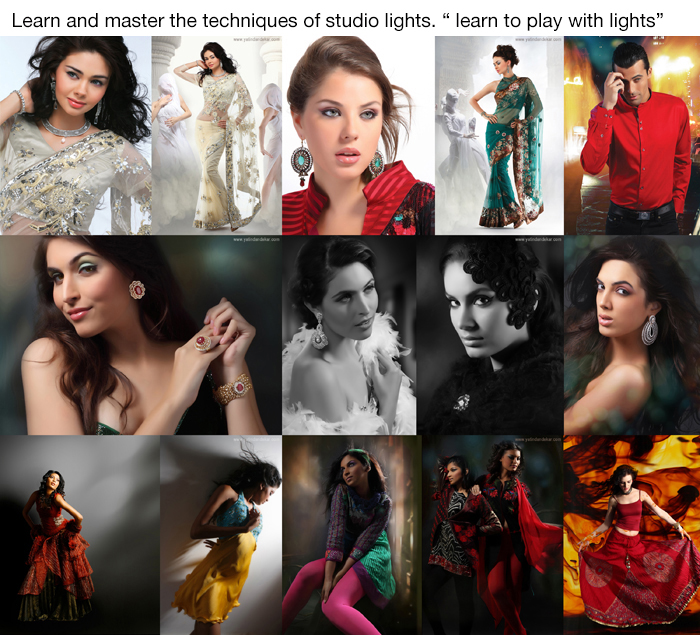 Learn and master the techniques of studio lights. “ learn to play with lights”